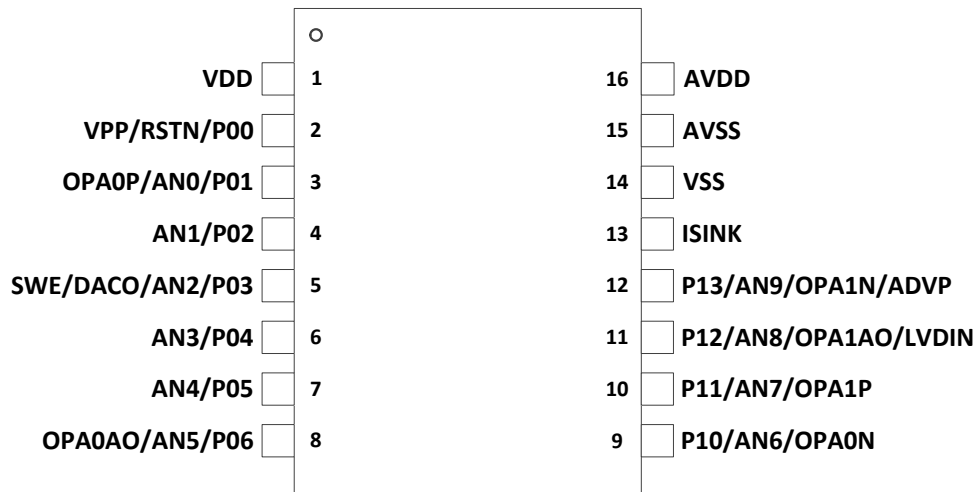 VDD 1 16 AVDD
VPP/RSTN/P00 2 15 AVSS
OPA0P/AN0/P01 3 14 VSS
AN1/P02 4 13 ISINK
SWE/DACO/AN2/P03 5 12 P13/AN9/OPA1N/ADVP
AN3/P04 6 11 P12/AN8/OPA1AO/LVDIN
AN4/P05 7 10 P11/AN7/OPA1P
OPA0AO/AN5/P06 8 9 P10/AN6/OPA0N